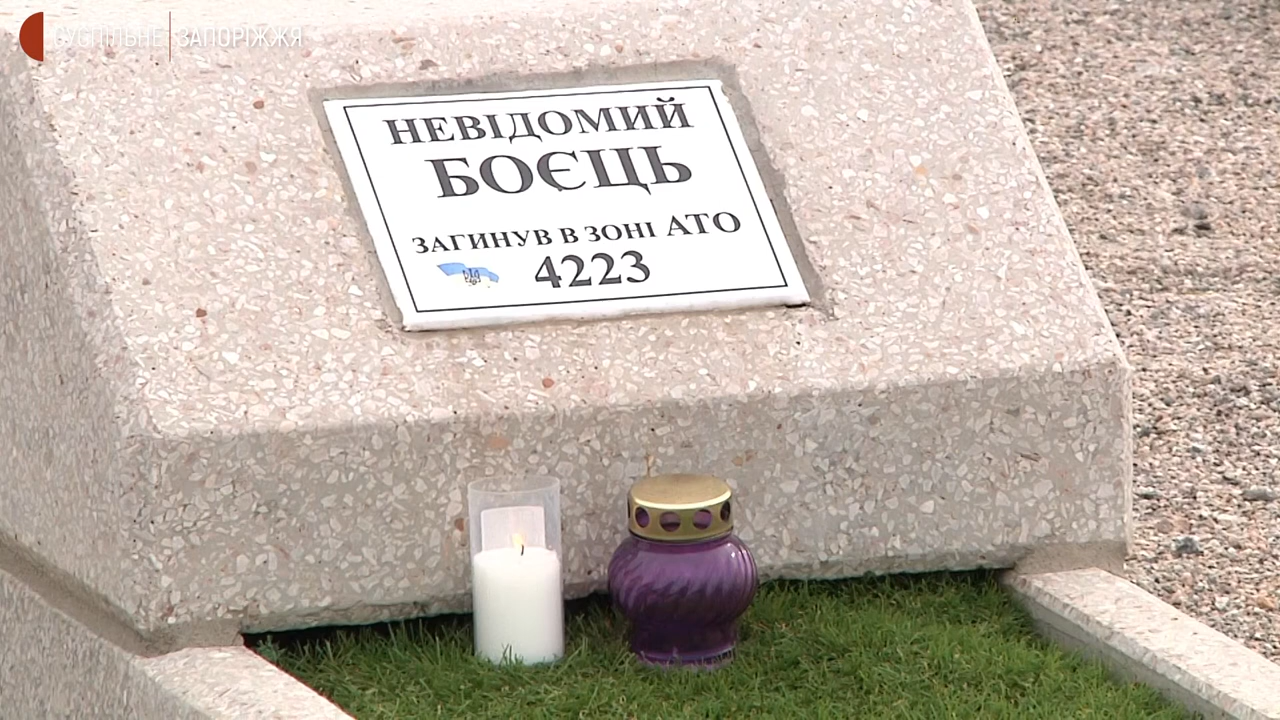 СУСПІЛЬНЕ ЗАПОРІЖЖЯ
НЕВІДОМИЙ
БОЄЦЬ
ЗАГИНУВ В ЗОНІ АТО
4223